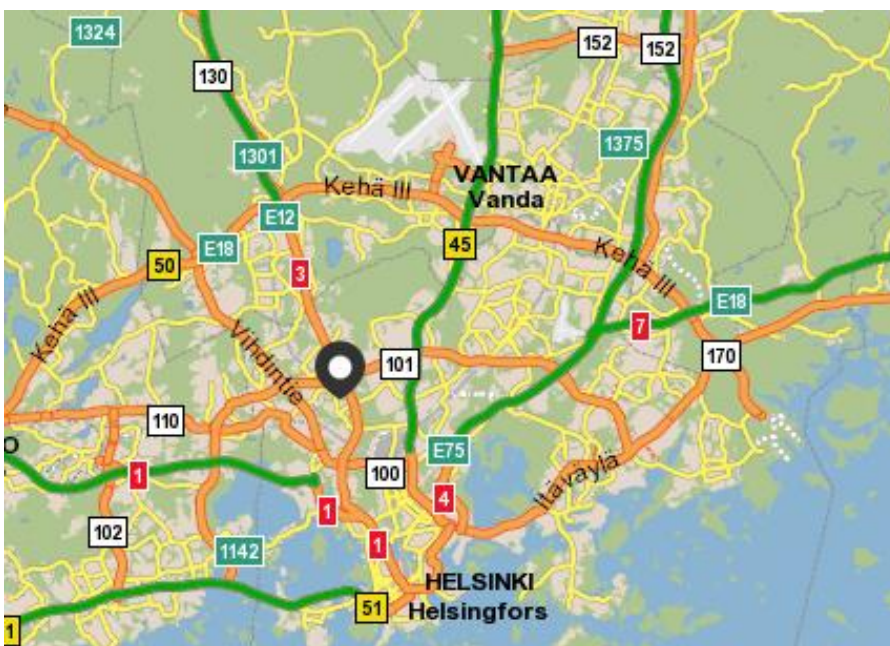 1324
152
152
130
1375
1301
VANTAA
Vanda
Kehä III
E12
45
E18
50
Kehä III
3
E18
Kehä III
7
Vihdintie
101
170
110
O
E75
100
1
Itäväylä
4
1
102
1
1142
HELSINKI
51
Helsingfors
1